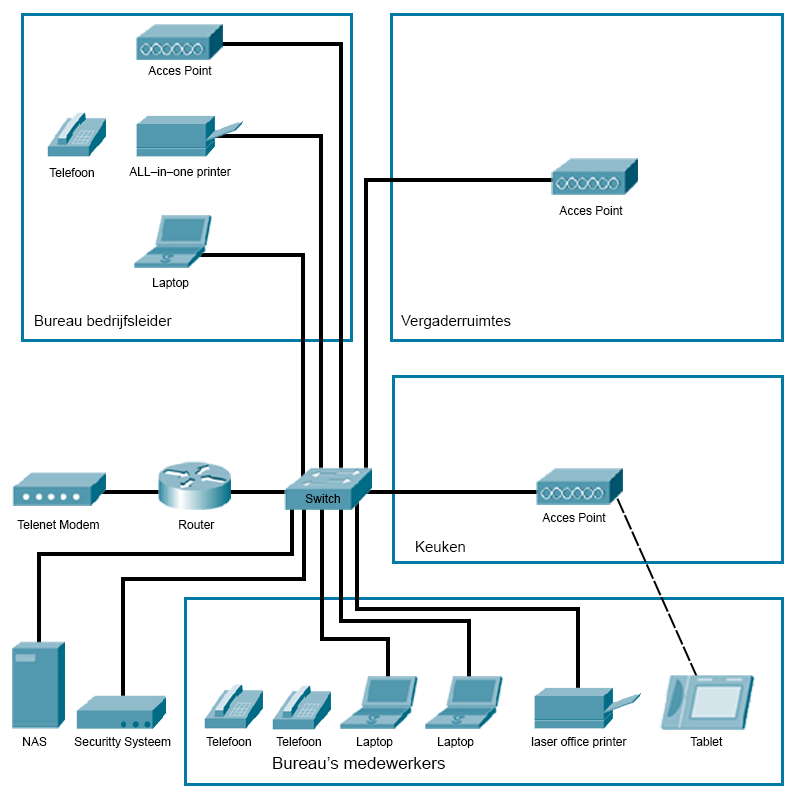 Acces Point
Telefoon
ALL–in–one printer
Laptop
Bureau bedrijfsleider
Acces Point
Vergaderruimtes
Telenet Modem
Router
Switch
Acces Point
Keuken
NAS
Securitty Systeem
Telefoon
Telefoon
Laptop
Laptop
laser office printer
Tablet
Bureau's medewerkers